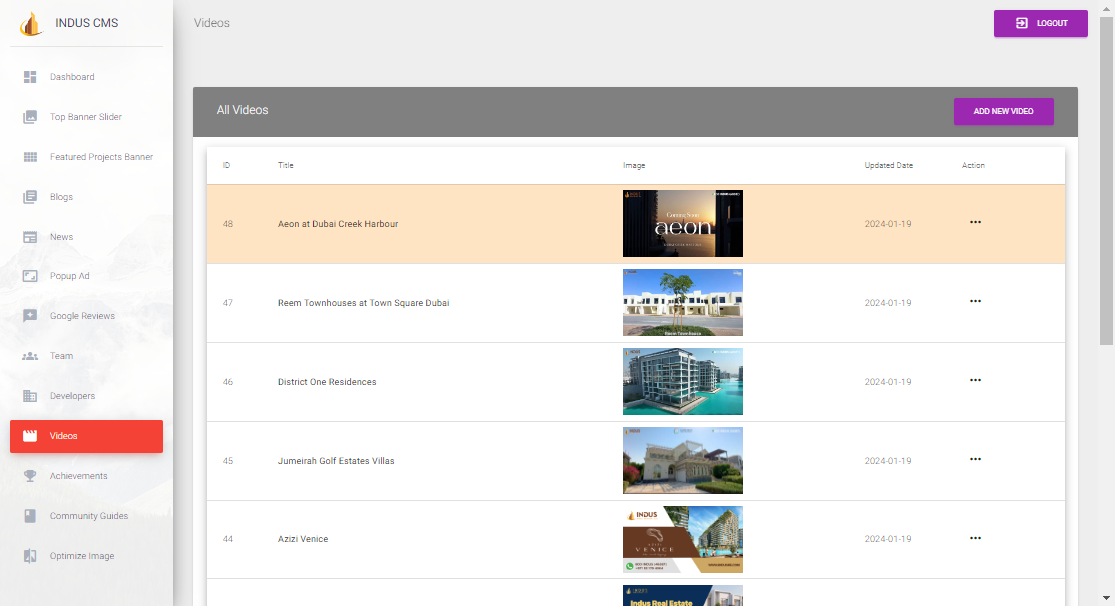 INDUS CMS
Videos
LOGOUT
Dashboard
Top Banner Slider
Featured Projects Banner
Blogs
News
Popup Ad
Google Reviews
Team
Developers
Videos
Achievements
Community Guides
Optimize Image
All Videos
ADD NEW VIDEO
ID Title Image Updated Date Action
48 Aeon at Dubai Creek Harbour 2024-01-19
Coming Soon
aeon
47 Reem Townhouses at Town Square Dubai 2024-01-19
Reem Townhouse
46 District One Residences 2024-01-19
45 Jumeirah Golf Estates Villas 2024-01-19
44 Azizi Venice 2024-01-19
INDUS
AZIZI
VENICE
Indus Real Estate